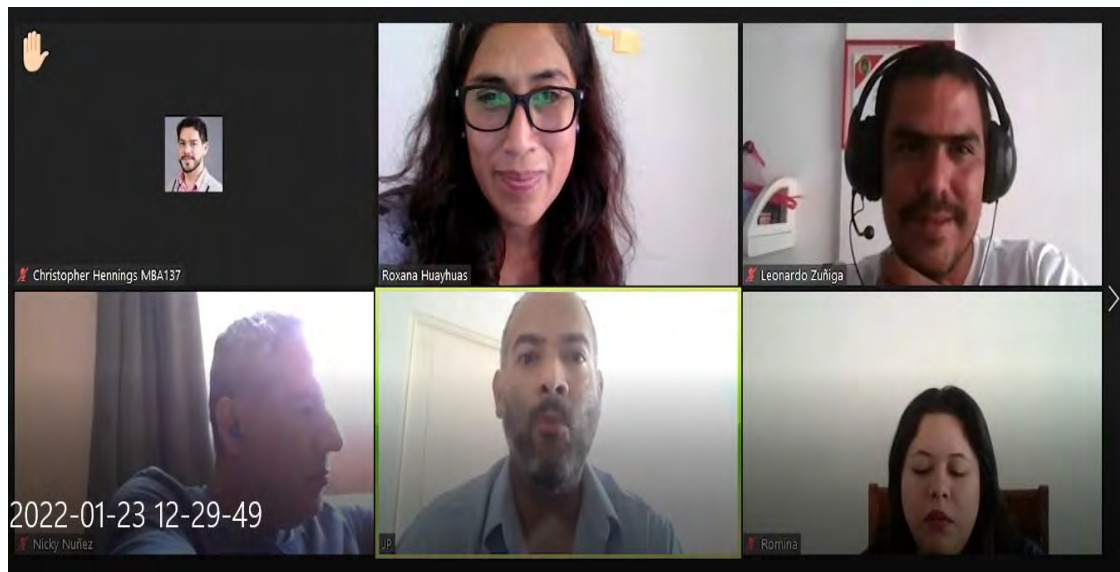 Christopher Hennings MBA137
Roxana Huayhuas
Leonardo Zuñiga
2022-01-23 12-29-49
Nicky Nuñez
JP
Romina